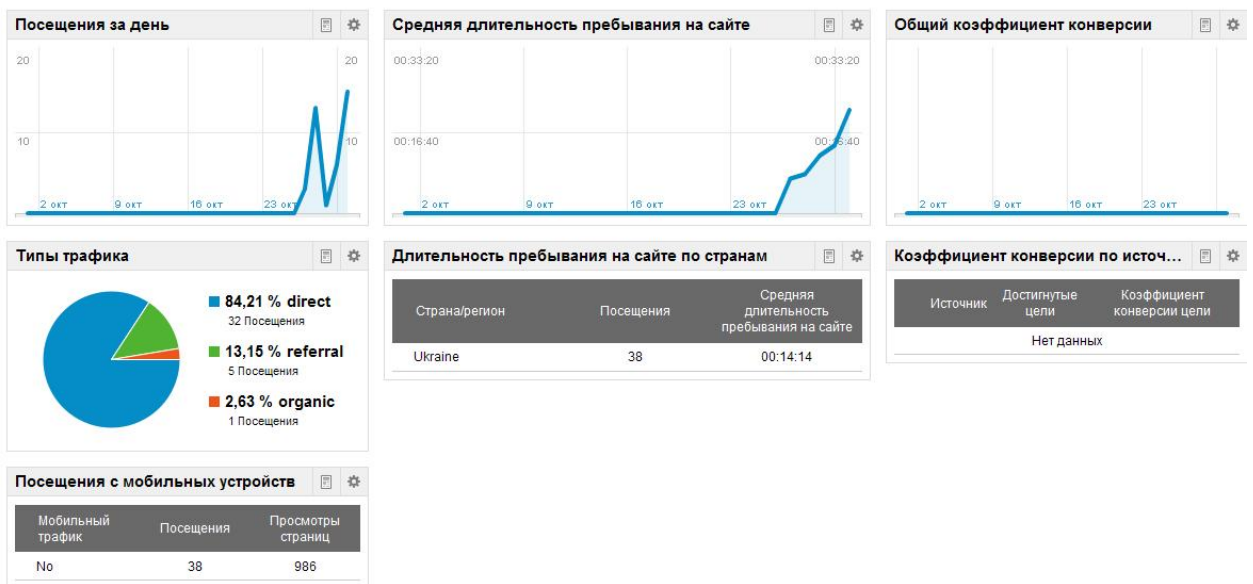 Посещения за день
20
20
10
10
2 окт
9 окт
16 окт
23 окт
Средняя длительность пребывания на сайте
00:33:20
00:33:20
00:16:40
00:16:40
2 окт
9 окт
16 окт
23 окт
Общий коэффициент конверсии
2 окт
9 окт
16 окт
23 окт
Типы трафика
84,21 % direct
32 Посещения
13,15 % referral
5 Посещения
2,63 % organic
1 Посещения
Длительность пребывания на сайте по странам
Страна/регион
Посещения
Средняя
длительность
пребывания на сайте
Ukraine
38
00:14:14
Коэффициент конверсии по источ...
Источник
Достигнутые
цели
Коэффициент
конверсии цели
Нет данных
Посещения с мобильных устройств
Мобильный
трафик
Посещения
Просмотры
страниц
No
38
986